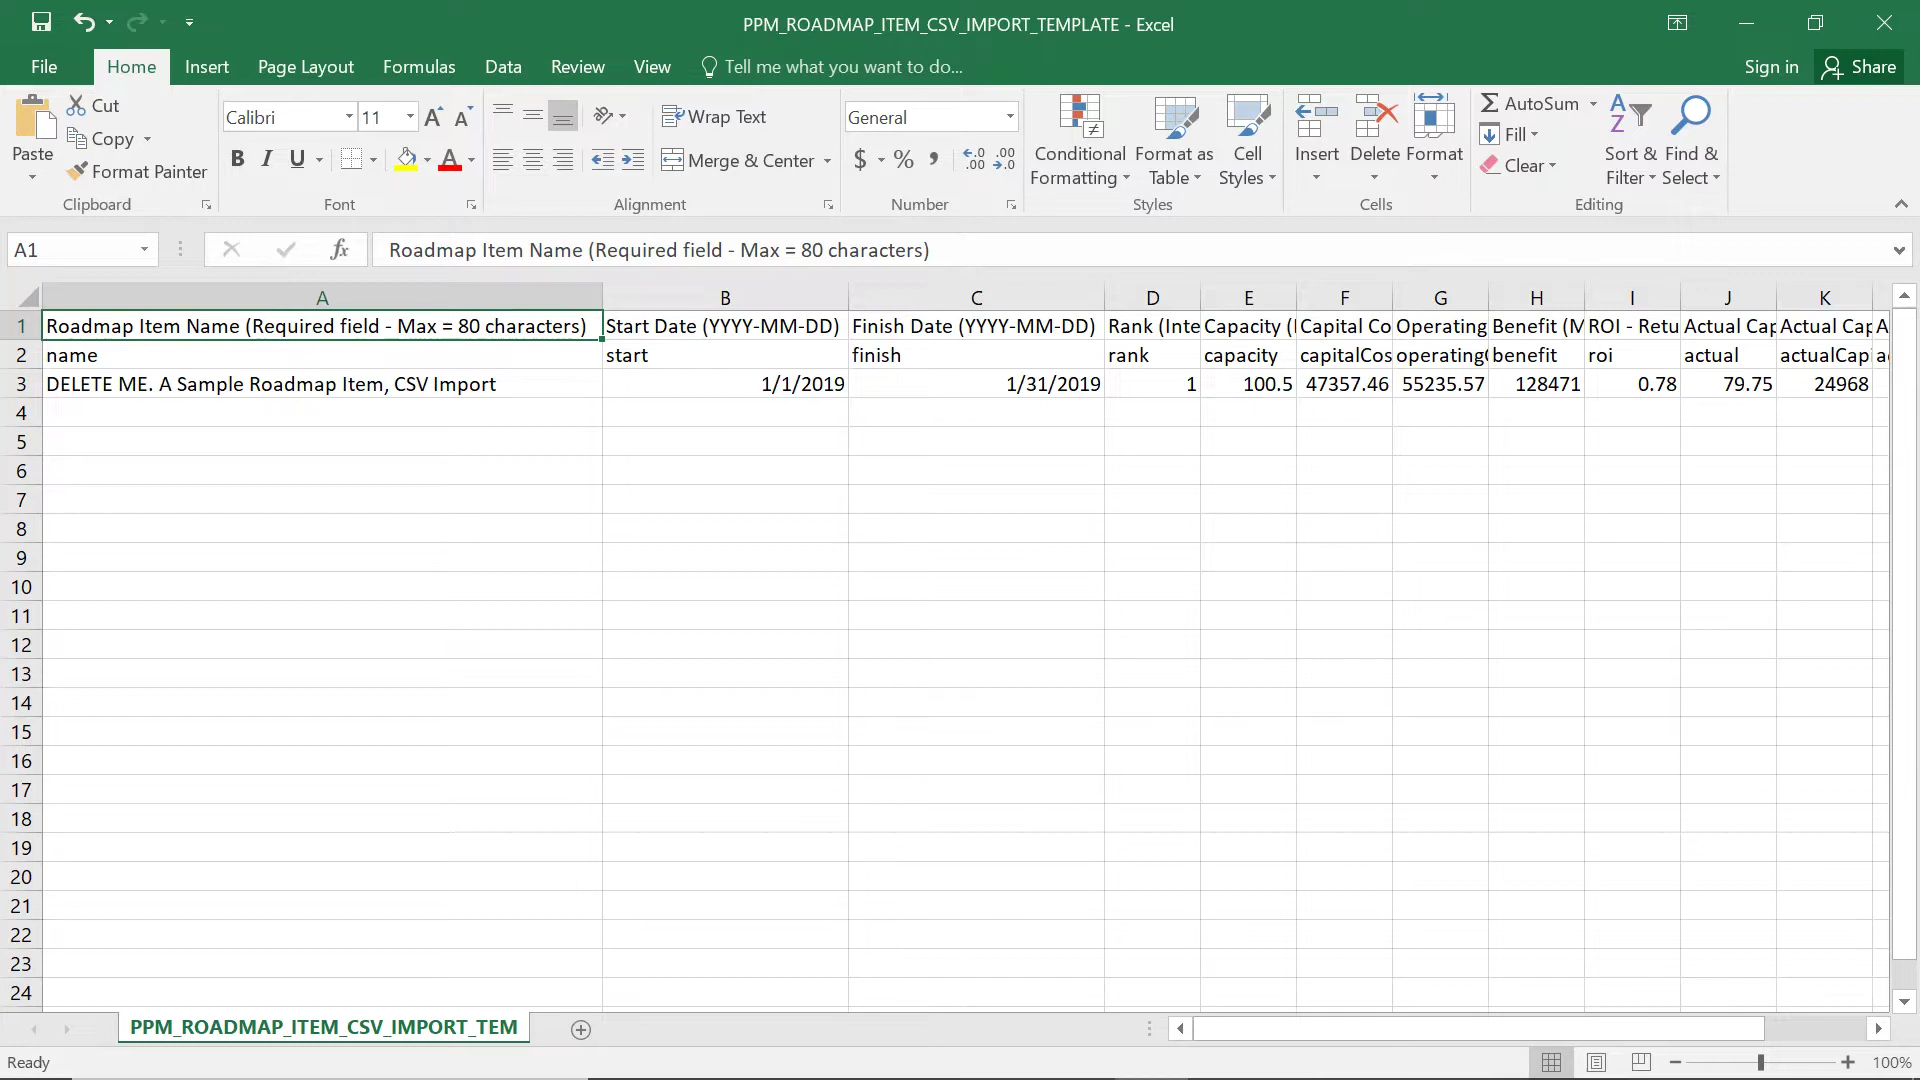 PPM_ROADMAP_ITEM_CSV_IMPORT_TEMPLATE - Excel
File Home Insert Page Layout Formulas Data Review View Tell me what you want to do... Sign in Share
Paste
Cut
Copy
Format Painter
Calibri 11
B I U A
Wrap Text
Merge & Center
General
$ % , .00 .00
Conditional Formatting
Format as Table
Cell Styles
Insert Delete Format
AutoSum
Fill
Clear
Sort & Filter
Find & Select
Clipboard Font Alignment Number Styles Cells Editing
A1 fx Roadmap Item Name (Required field - Max = 80 characters)
A B C D E F G H I J K
1 Roadmap Item Name (Required field - Max = 80 characters) Start Date (YYYY-MM-DD) Finish Date (YYYY-MM-DD) Rank (Inte Capacity ( Capital Co Operating Benefit (M ROI - Retu Actual Cap Actual Cap A
2 name start finish rank capacity capitalCos operating benefit roi actual actualCapi
3 DELETE ME. A Sample Roadmap Item, CSV Import 1/1/2019 1/31/2019 1 100.5 47357.46 55235.57 128471 0.78 79.75 24968
4
5
6
7
8
9
10
11
12
13
14
15
16
17
18
19
20
21
22
23
24
PPM_ROADMAP_ITEM_CSV_IMPORT_TEM
Ready 100%